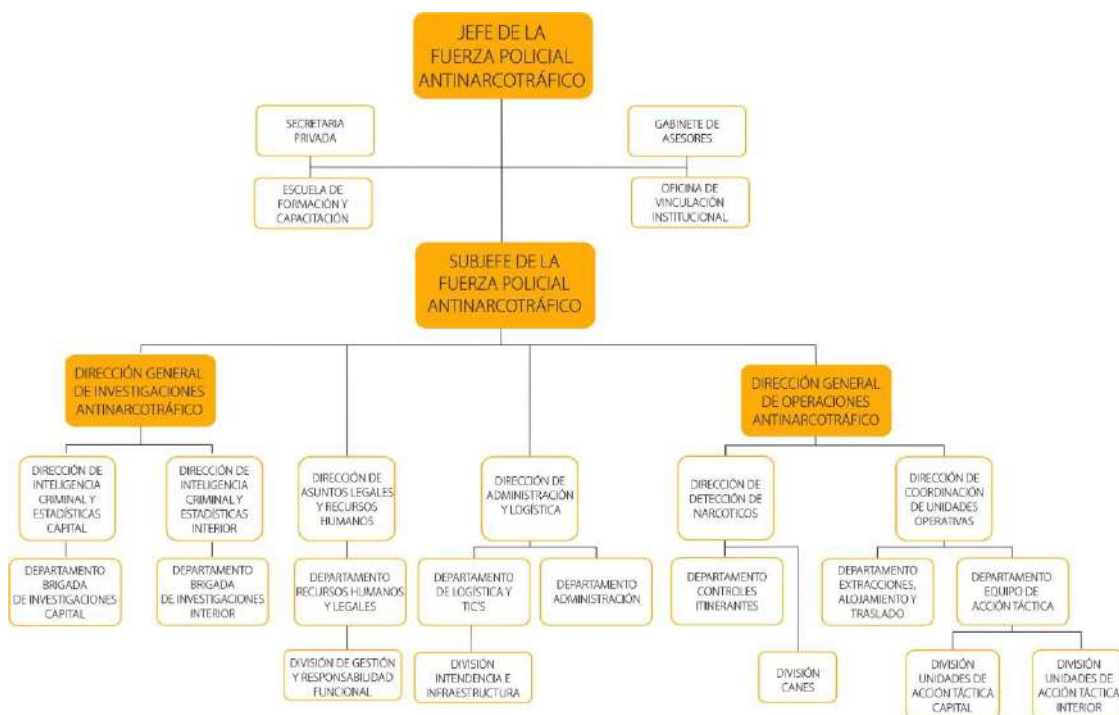 JEFE DE LA
FUERZA POLICIAL
ANTINARCOTRÁFICO
SECRETARIA
PRIVADA
GABINETE DE
ASESORES
ESCUELA DE
FORMACIÓN Y
CAPACITACIÓN
OFICINA DE
VINCULACIÓN
INSTITUCIONAL
SUBJEFE DE LA
FUERZA POLICIAL
ANTINARCOTRÁFICO
DIRECCIÓN GENERAL
DE INVESTIGACIONES
ANTINARCOTRÁFICO
DIRECCIÓN GENERAL
DE OPERACIONES
ANTINARCOTRÁFICO
DIRECCIÓN DE
INTELIGENCIA
CRIMINAL Y
ESTADÍSTICAS
CAPITAL
DIRECCIÓN DE
INTELIGENCIA
CRIMINAL Y
ESTADÍSTICAS
INTERIOR
DIRECCIÓN DE
ASUNTOS LEGALES
Y RECURSOS
HUMANOS
DIRECCIÓN DE
ADMINISTRACIÓN
Y LOGÍSTICA
DIRECCIÓN DE
DETECCIÓN DE
NARCOTICOS
DIRECCIÓN DE
COORDINACIÓN
DE UNIDADES
OPERATIVAS
DEPARTAMENTO
BRIGADA
DE INVESTIGACIONES
CAPITAL
DEPARTAMENTO
BRIGADA
DE INVESTIGACIONES
INTERIOR
DEPARTAMENTO
RECURSOS HUMANOS
Y LEGALES
DEPARTAMENTO
DE LOGÍSTICA Y
TIC'S
DEPARTAMENTO
ADMINISTRACIÓN
DEPARTAMENTO
CONTROLES
ITINERANTES
DEPARTAMENTO
EXTRACCIONES,
ALOJAMIENTO Y
TRASLADO
DEPARTAMENTO
EQUIPO DE
ACCIÓN TÁCTICA
DIVISIÓN DE GESTIÓN
Y RESPONSABILIDAD
FUNCIONAL
DIVISIÓN
INTENDENCIA E
INFRAESTRUCTURA
DIVISIÓN
CANES
DIVISIÓN
UNIDADES DE
ACCIÓN TÁCTICA
CAPITAL
DIVISIÓN
UNIDADES DE
ACCIÓN TÁCTICA
INTERIOR